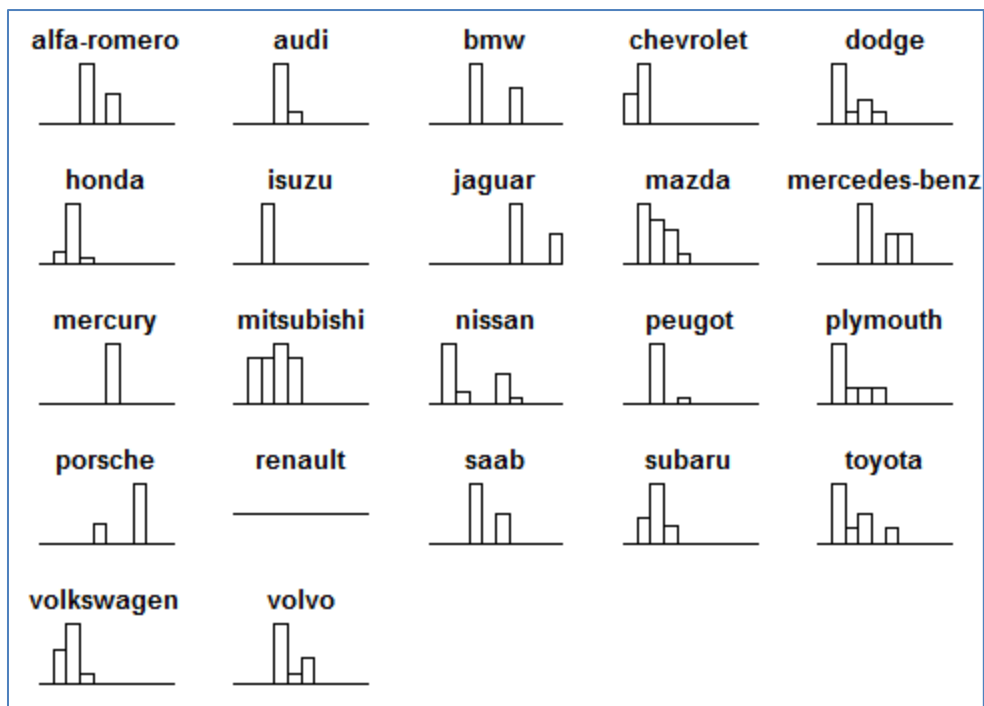 alfa-romero audi bmw chevrolet dodge
honda isuzu jaguar mazda mercedes-benz
mercury mitsubishi nissan peugot plymouth
porsche renault saab subaru toyota
volkswagen volvo